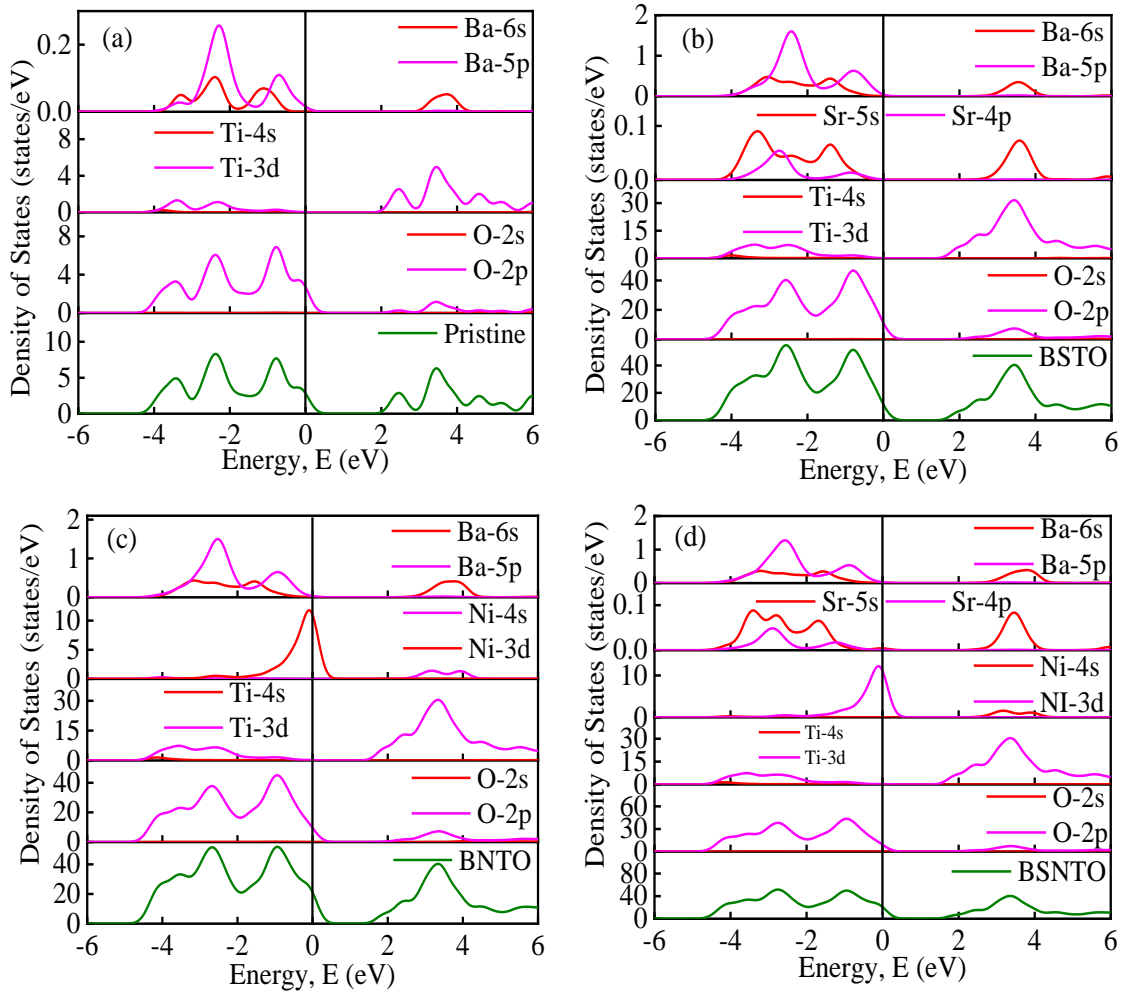 (a)
Ba-6s
Ba-5p
0.2
0.0
Ti-4s
Ti-3d
8
4
0
O-2s
O-2p
8
4
0
Pristine
10
5
0
-6 -4 -2 0 2 4 6
Energy, E (eV)
Density of States (states/eV)
(b)
Ba-6s
Ba-5p
2
1
0
Sr-5s
Sr-4p
0.1
0.0
Ti-4s
Ti-3d
30
15
0
O-2s
O-2p
40
20
0
BSTO
40
20
0
-6 -4 -2 0 2 4 6
Energy, E (eV)
Density of States (states/eV)
(c)
Ba-6s
Ba-5p
2
1
0
Ni-4s
Ni-3d
10
5
0
Ti-4s
Ti-3d
30
15
0
O-2s
O-2p
40
20
0
BNTO
40
20
0
-6 -4 -2 0 2 4 6
Energy, E (eV)
Density of States (states/eV)
(d)
Ba-6s
Ba-5p
2
1
0
Sr-5s
Sr-4p
0.1
0.0
Ni-4s
NI-3d
10
0
Ti-4s
Ti-3d
30
15
0
O-2s
O-2p
60
30
0
BSNTO
80
40
0
-6 -4 -2 0 2 4 6
Energy, E (eV)
Density of States (states/eV)